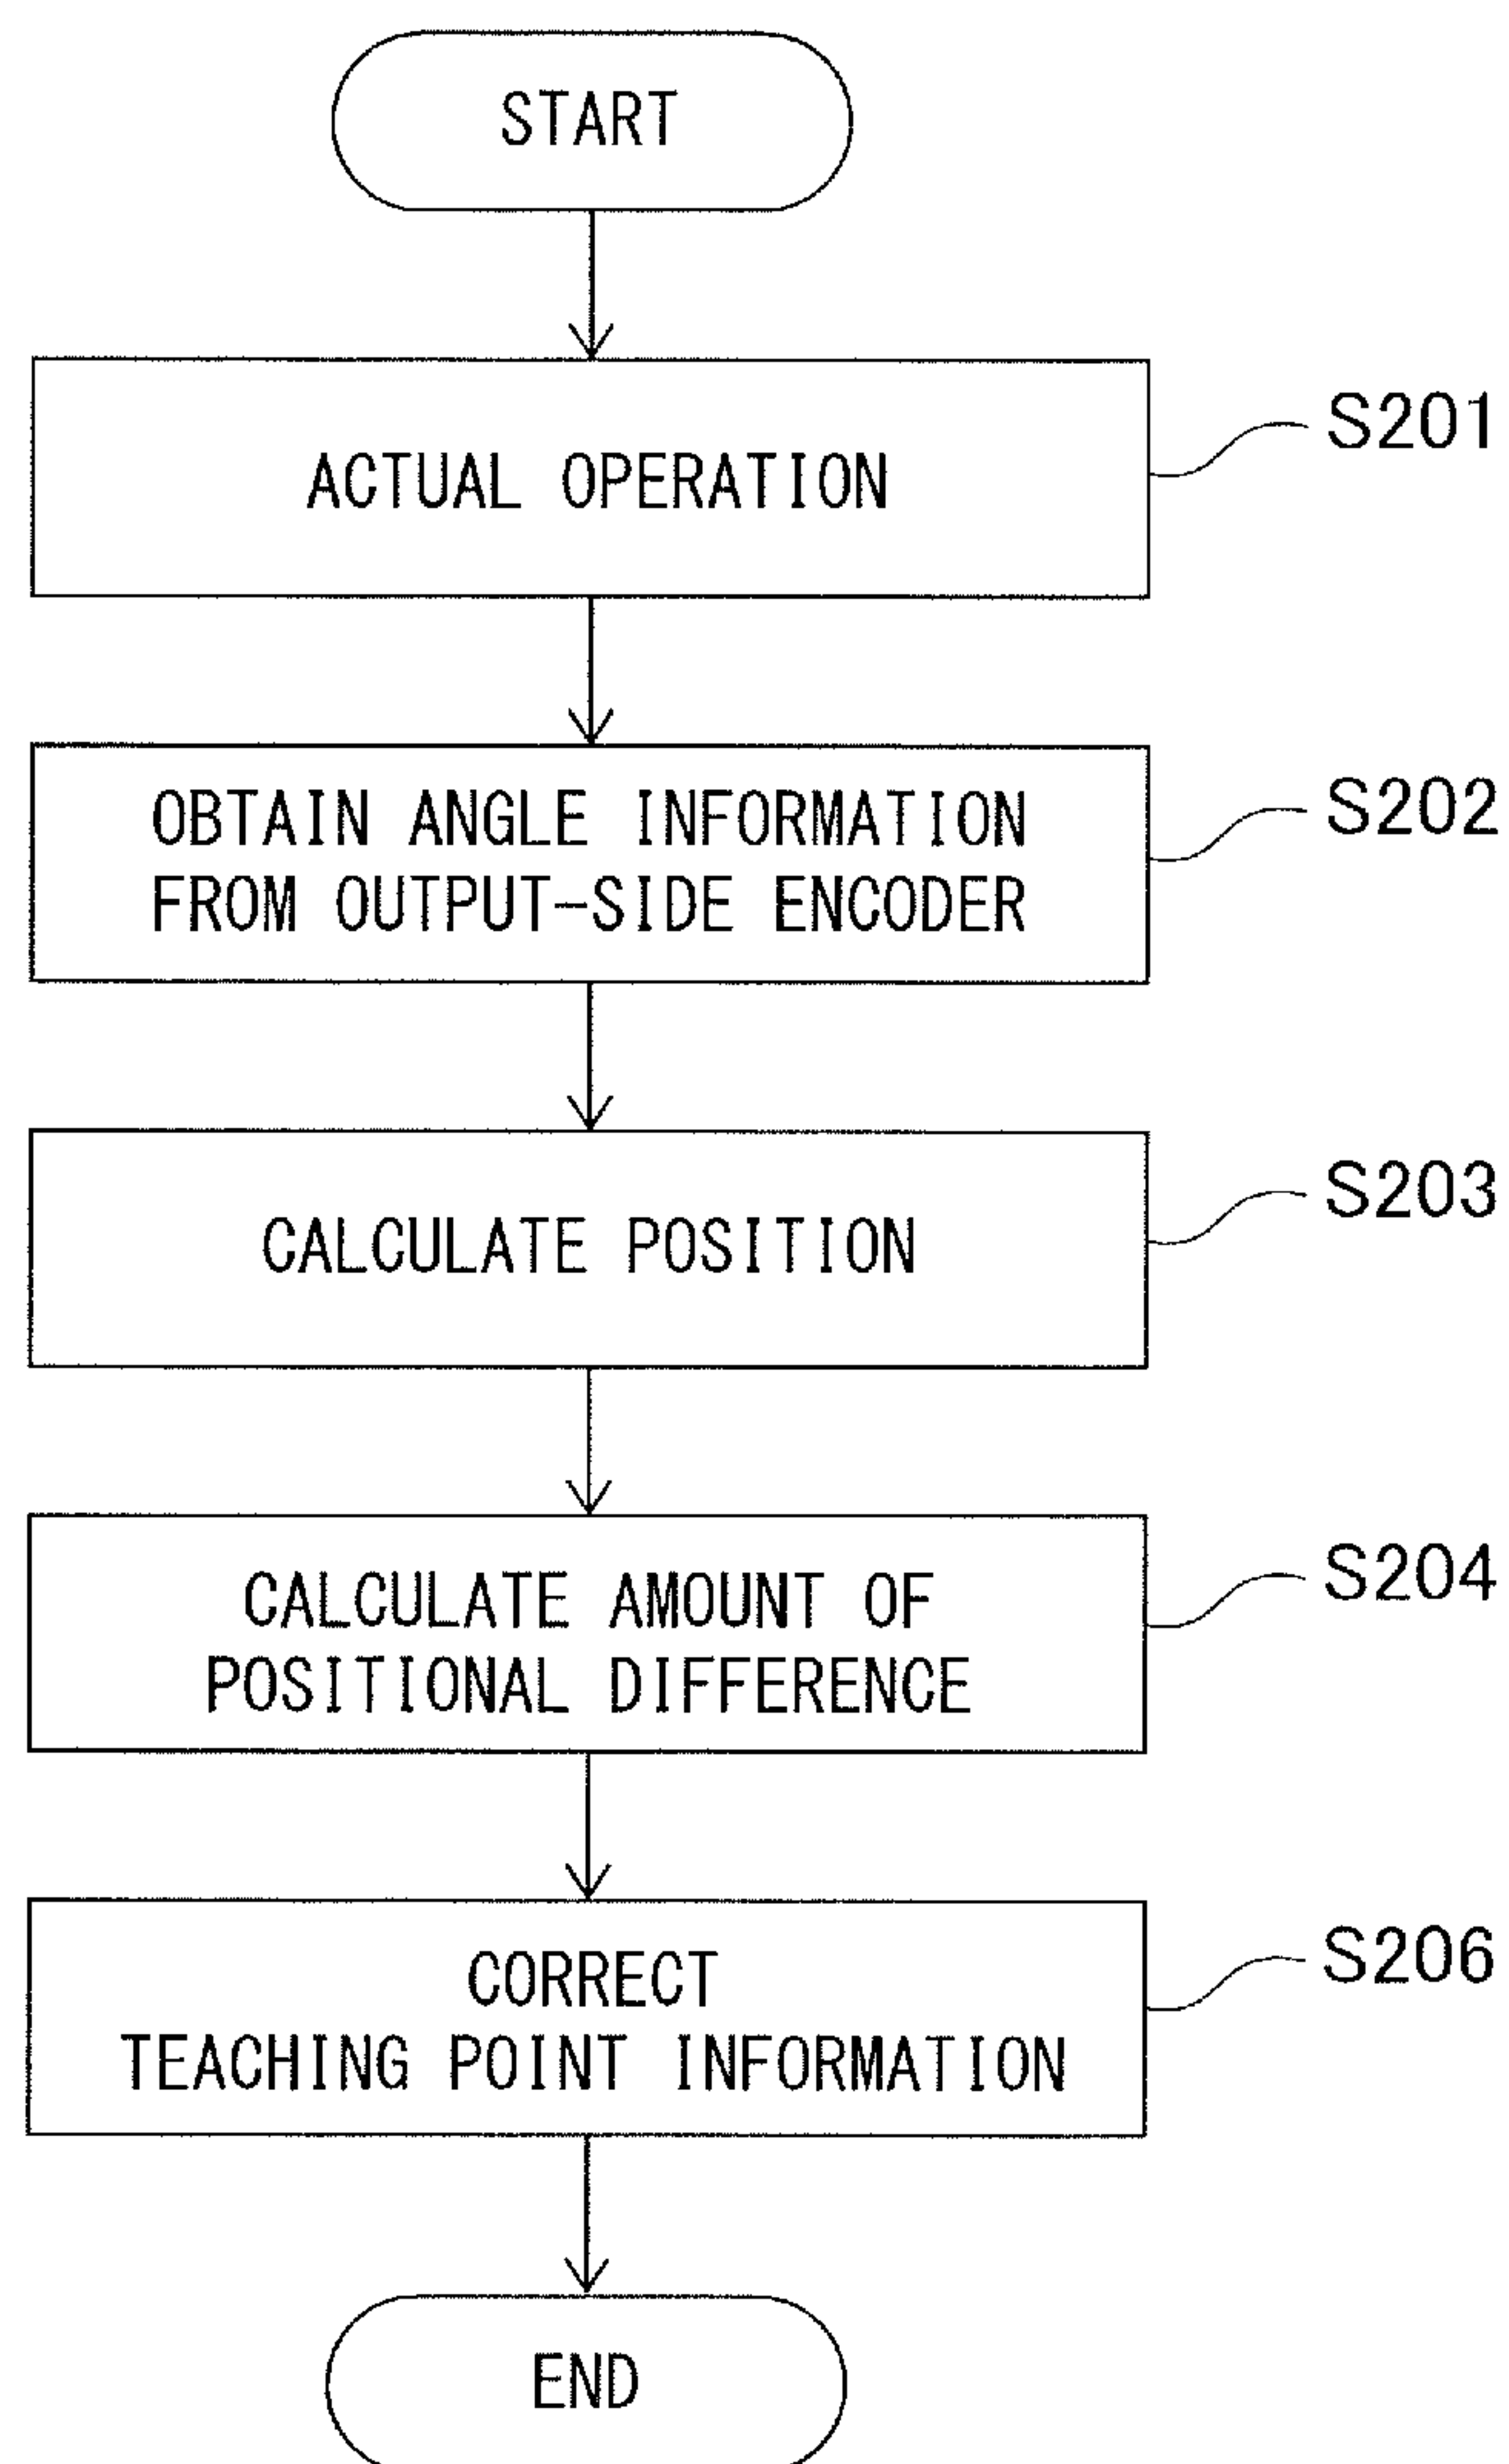 START
ACTUAL OPERATION
S201
OBTAIN ANGLE INFORMATION
FROM OUTPUT-SIDE ENCODER
S202
CALCULATE POSITION
S203
CALCULATE AMOUNT OF
POSITIONAL DIFFERENCE
S204
CORRECT
TEACHING POINT INFORMATION
S206
END